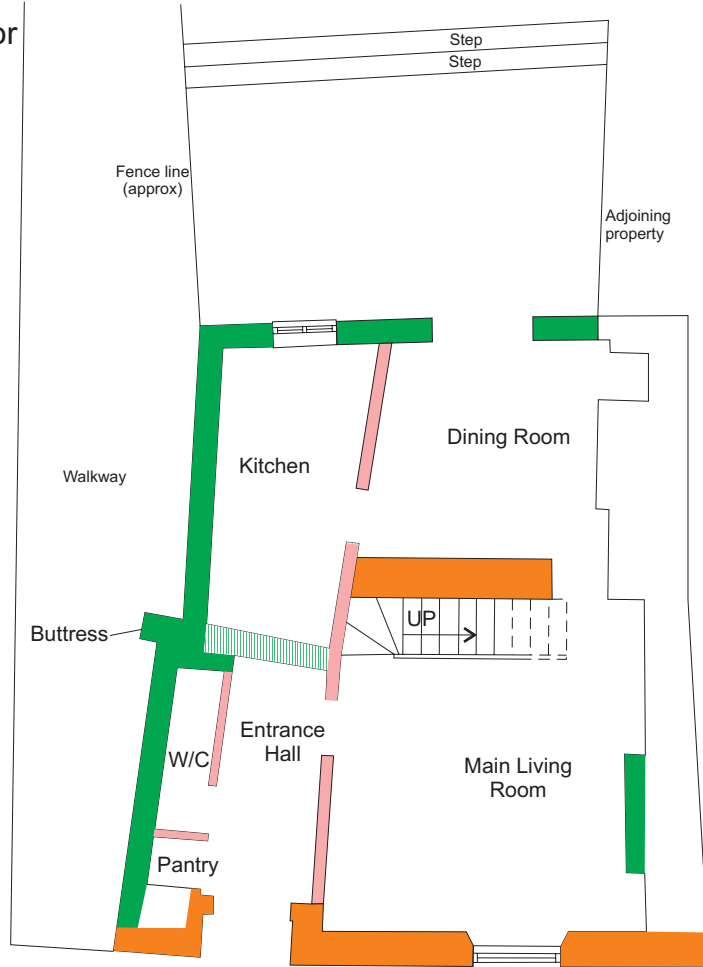 or
Step
Step
Fence line
(approx)
Adjoining
property
Dining Room
Kitchen
Walkway
UP
Buttress
Entrance
Hall
W/C
Main Living
Room
Pantry